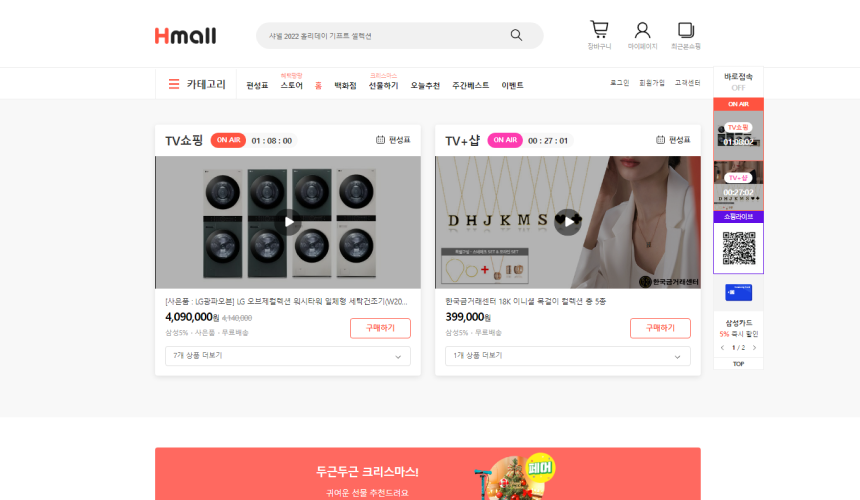 Hmall
샤넬 2022 홀리데이 기프트 셀렉션
장바구니
마이페이지
최근본쇼핑
카테고리
편성표
혜택팡팡
스토어
홈
백화점
크리스마스
선물하기
오늘추천
주간베스트
이벤트
로그인
회원가입
고객센터
TV쇼핑
ON AIR
01 : 08 : 00
편성표
[사은품 : LG광파오븐] LG 오브제컬렉션 워시타워 일체형 세탁건조기(W20...
4,090,000원 4,140,000
삼성5% · 사은품 · 무료배송
구매하기
7개 상품 더보기
TV+샵
ON AIR
00 : 27 : 01
편성표
D H J K M S
한국금거래센터
한국금거래센터 18K 이니셜 목걸이 컬렉션 총 5종
399,000원
삼성5% · 무료배송
구매하기
1개 상품 더보기
바로접속
OFF
ON AIR
TV쇼핑
01:08:02
TV+샵
00:27:02
DHJKMS
쇼핑라이브
삼성카드
5% 즉시 할인
1 / 2
TOP
두근두근 크리스마스!
귀여운 선물 추천드려요
페어